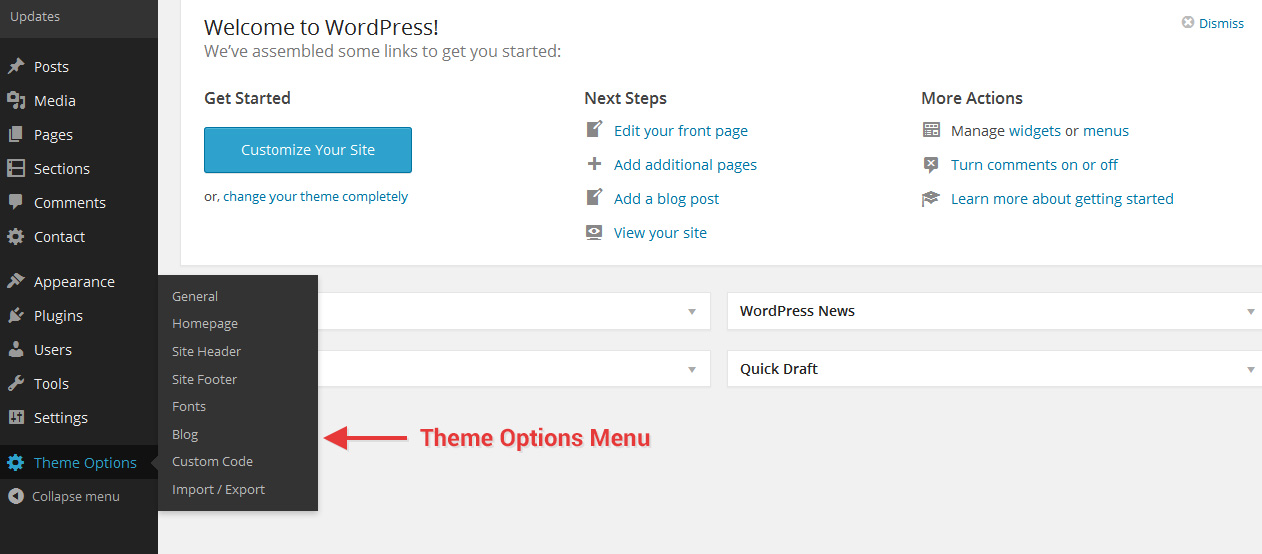 Updates
Posts
Media
Pages
Sections
Comments
Contact
Appearance
Plugins
Users
Tools
Settings
Theme Options
Collapse menu
General
Homepage
Site Header
Site Footer
Fonts
Blog
Custom Code
Import / Export
Theme Options Menu
Welcome to WordPress!
Dismiss
We've assembled some links to get you started:
Get Started
Customize Your Site
or, change your theme completely
Next Steps
Edit your front page
Add additional pages
Add a blog post
View your site
More Actions
Manage widgets or menus
Turn comments on or off
Learn more about getting started
WordPress News
Quick Draft